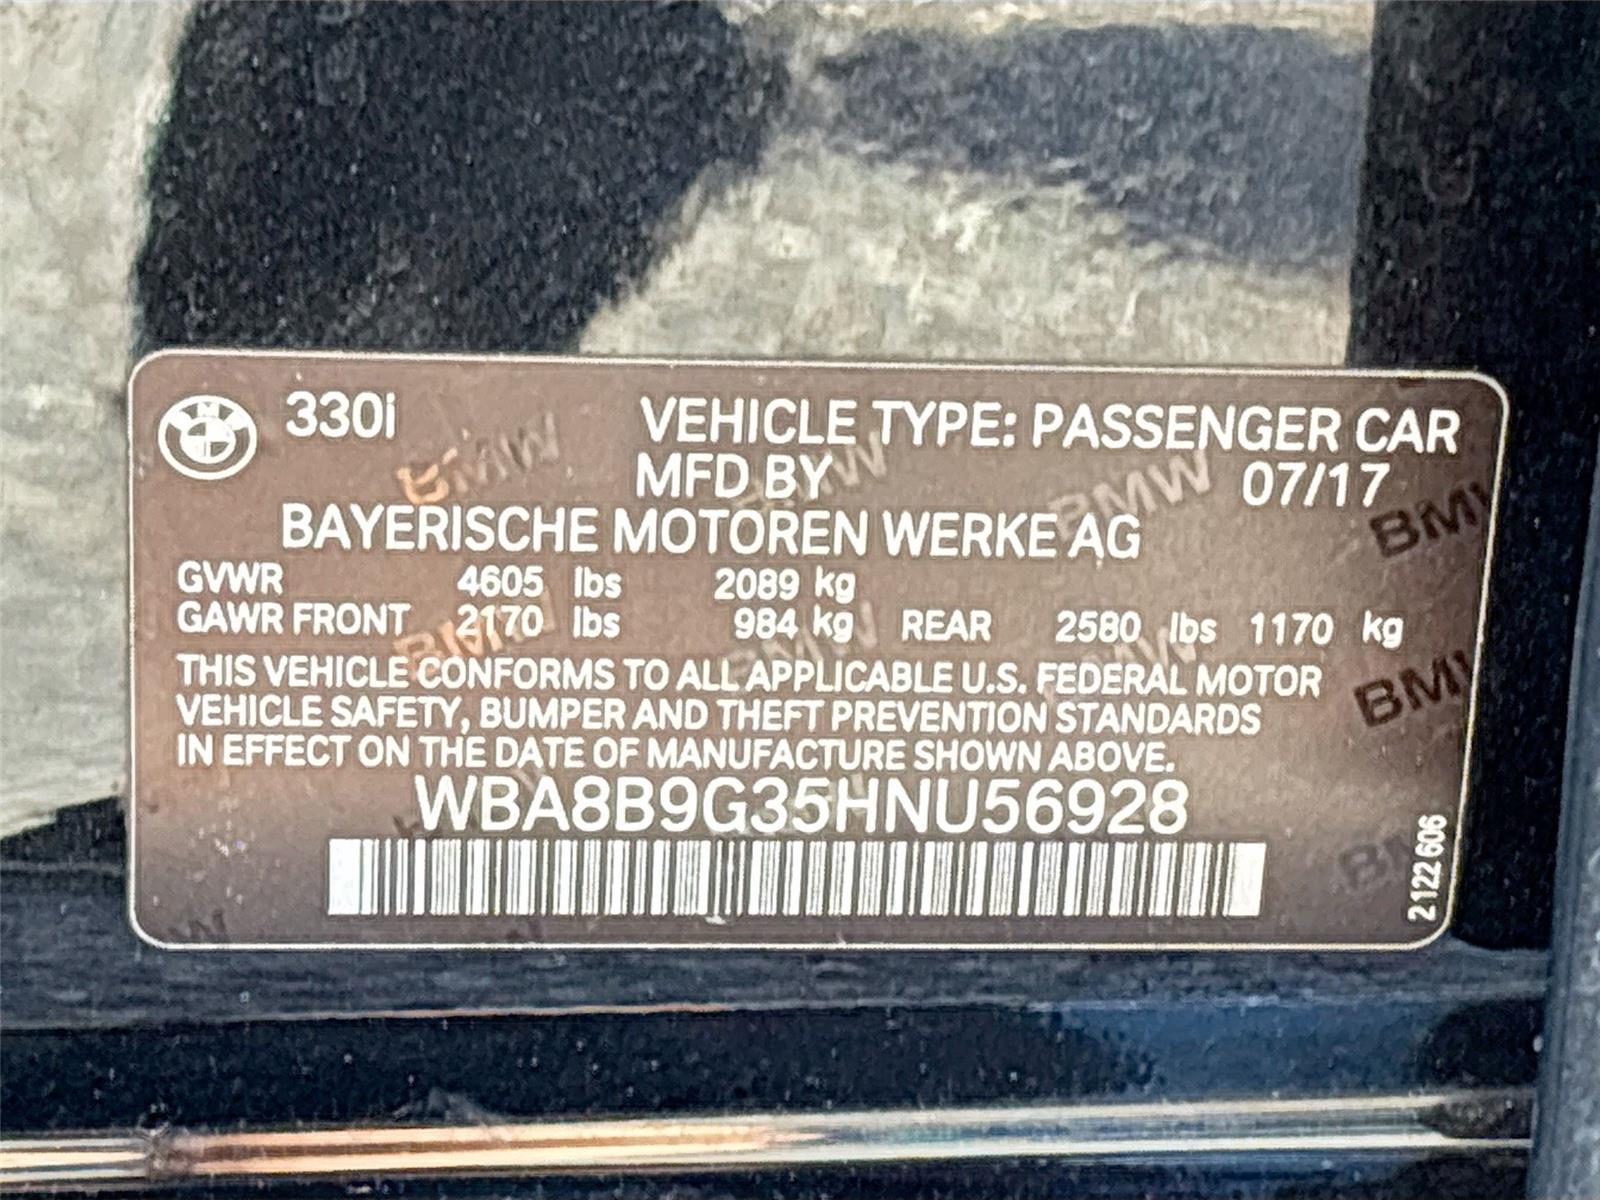 330i VEHICLE TYPE: PASSENGER CAR
MFD BY 07/17
BAYERISCHE MOTOREN WERKE AG
GVWR 4605 lbs 2089 kg
GAWR FRONT 2170 lbs 984 kg REAR 2580 lbs 1170 kg
THIS VEHICLE CONFORMS TO ALL APPLICABLE U.S. FEDERAL MOTOR
VEHICLE SAFETY, BUMPER AND THEFT PREVENTION STANDARDS
IN EFFECT ON THE DATE OF MANUFACTURE SHOWN ABOVE.
WBA8B9G35HNU56928
2122 606